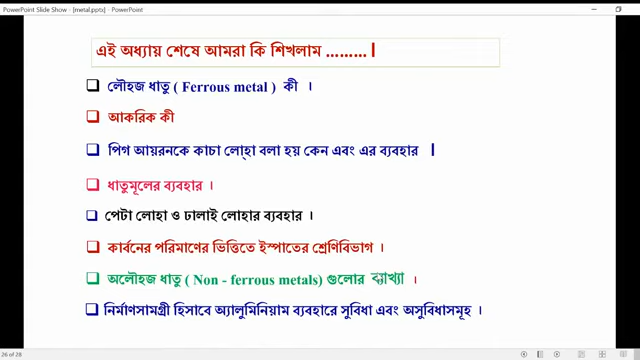 PowerPoint Slide Show - [metal.pptx]
এই অধ্যায় শেষে আমরা কি শিখলাম ......... ।
লৌহজ ধাতু ( Ferrous metal ) কী ।
আকরিক কী
পিগ আয়রনকে কাচা লোহা বলা হয় কেন এবং এর ব্যবহার ।
ধাতুমূলের ব্যবহার ।
পেটা লোহা ও ঢালাই লোহার ব্যবহার ।
কার্বনের পরিমাণের ভিত্তিতে ইস্পাতের শ্রেণিবিভাগ ।
অলৌহজ ধাতু ( Non - ferrous metals) গুলোর ব্যাখ্যা ।
নির্মাণসামগ্রী হিসাবে অ্যালুমিনিয়াম ব্যবহারে সুবিধা এবং অসুবিধাসমূহ ।
26 of 28